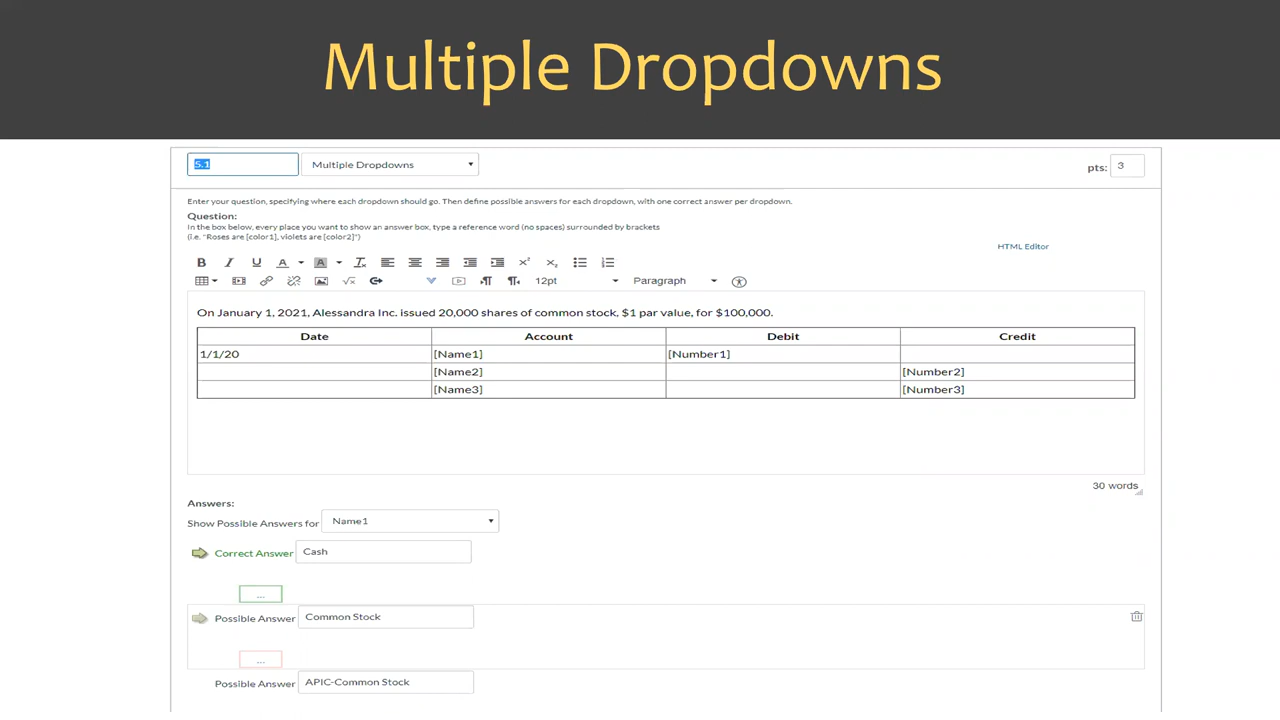 Multiple Dropdowns
5.1 Multiple Dropdowns pts: 3
Enter your question, specifying where each dropdown should go. Then define possible answers for each dropdown, with one correct answer per dropdown.
Question:
In the box below, every place you want to show an answer box, type a reference word (no spaces) surrounded by brackets
(i.e. "Roses are [color1], violets are [color2]")
HTML Editor
B I U A A
12pt Paragraph
On January 1, 2021, Alessandra Inc. issued 20,000 shares of common stock, $1 par value, for $100,000.
Date Account Debit Credit
1/1/20 [Name1] [Number1]
[Name2] [Number2]
[Name3] [Number3]
30 words
Answers:
Show Possible Answers for Name1
Correct Answer Cash
...
Possible Answer Common Stock
...
Possible Answer APIC-Common Stock